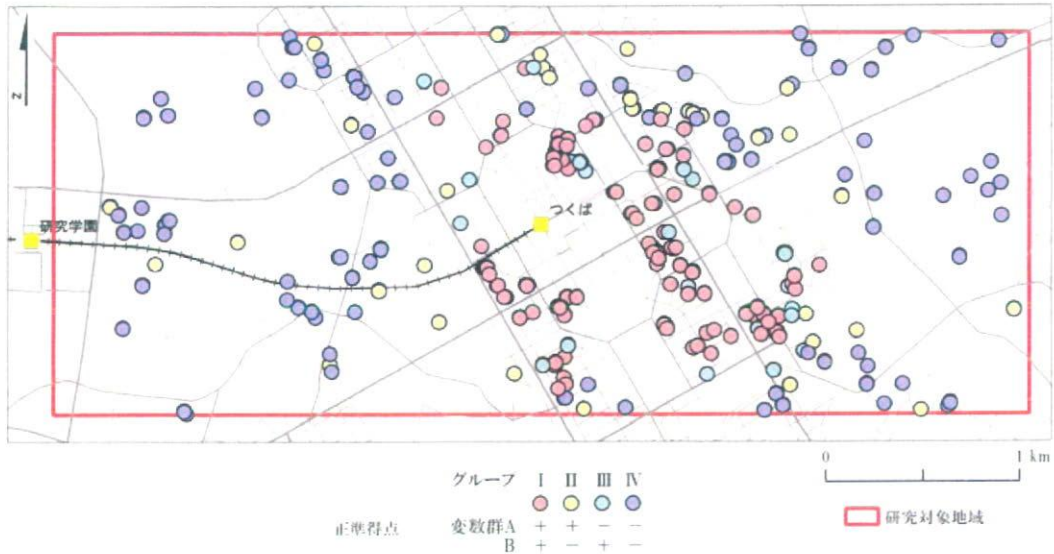 z
研究学園
つくば
グループ I II III IV
正準得点 変数群A + + − −
B + − + −
0 1 km
研究対象地域